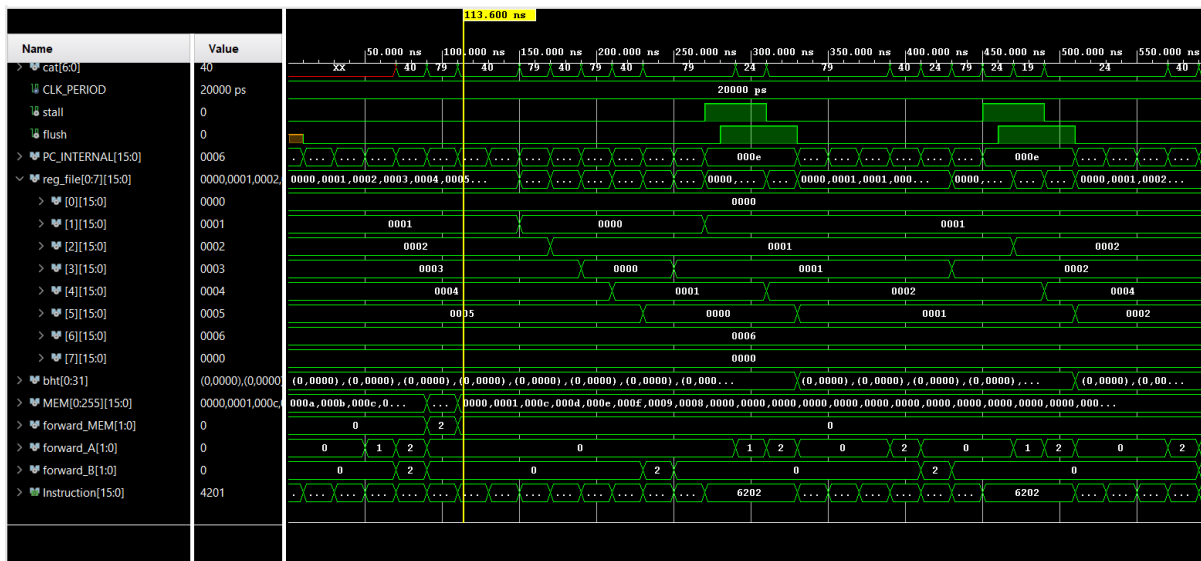 113.600 ns
Name Value
50.000 ns 100.000 ns 150.000 ns 200.000 ns 250.000 ns 300.000 ns 350.000 ns 400.000 ns 450.000 ns 500.000 ns 550.000 ns
cat[6:0] 40 XX 40 79 40 79 40 79 40 79 24 79 40 24 79 24 19 24 40
CLK_PERIOD 20000 ps 20000 ps
stall 0
flush 0
PC_INTERNAL[15:0] 0006 ... ... ... ... ... ... ... ... ... ... ... ... ... 000e ... ... ... ... ... ... 000e ... ... ... ...
reg_file[0:7][15:0] 0000,0001,0002, 0000,0001,0002,0003,0004,0005... ... ... ... ... ... ... 0000,... ... ... 0000,0001,0001,000... ... 0000,... ... ... 0000,0001,0002...
[0][15:0] 0000 0000
[1][15:0] 0001 0001 0000 0001
[2][15:0] 0002 0002 0001 0002
[3][15:0] 0003 0003 0000 0001 0002
[4][15:0] 0004 0004 0001 0002 0004
[5][15:0] 0005 0005 0000 0001 0002
[6][15:0] 0006 0006
[7][15:0] 0000 0000
bht[0:31] (0,0000),(0,0000) (0,0000),(0,0000),(0,0000),(0,0000),(0,0000),(0,0000),(0,000... (0,0000),(0,0000),(0,0000),(0,0000),... (0,0000),(0,00...
MEM[0:255][15:0] 0000,0001,000c, 000a,000b,000c,0... ... 0000,0001,000c,000d,000e,000f,0009,0008,0000,0000,0000,0000,0000,0000,0000,0000,0000,0000,0000,0000,000...
forward_MEM[1:0] 0 0 2 0
forward_A[1:0] 0 0 1 2 0 1 2 0 2 0 1 2 0 2
forward_B[1:0] 0 0 2 0 2 0 2 0
Instruction[15:0] 4201 ... ... ... ... ... ... ... ... ... ... ... ... ... 6202 ... ... ... ... ... ... 6202 ... ... ... ...